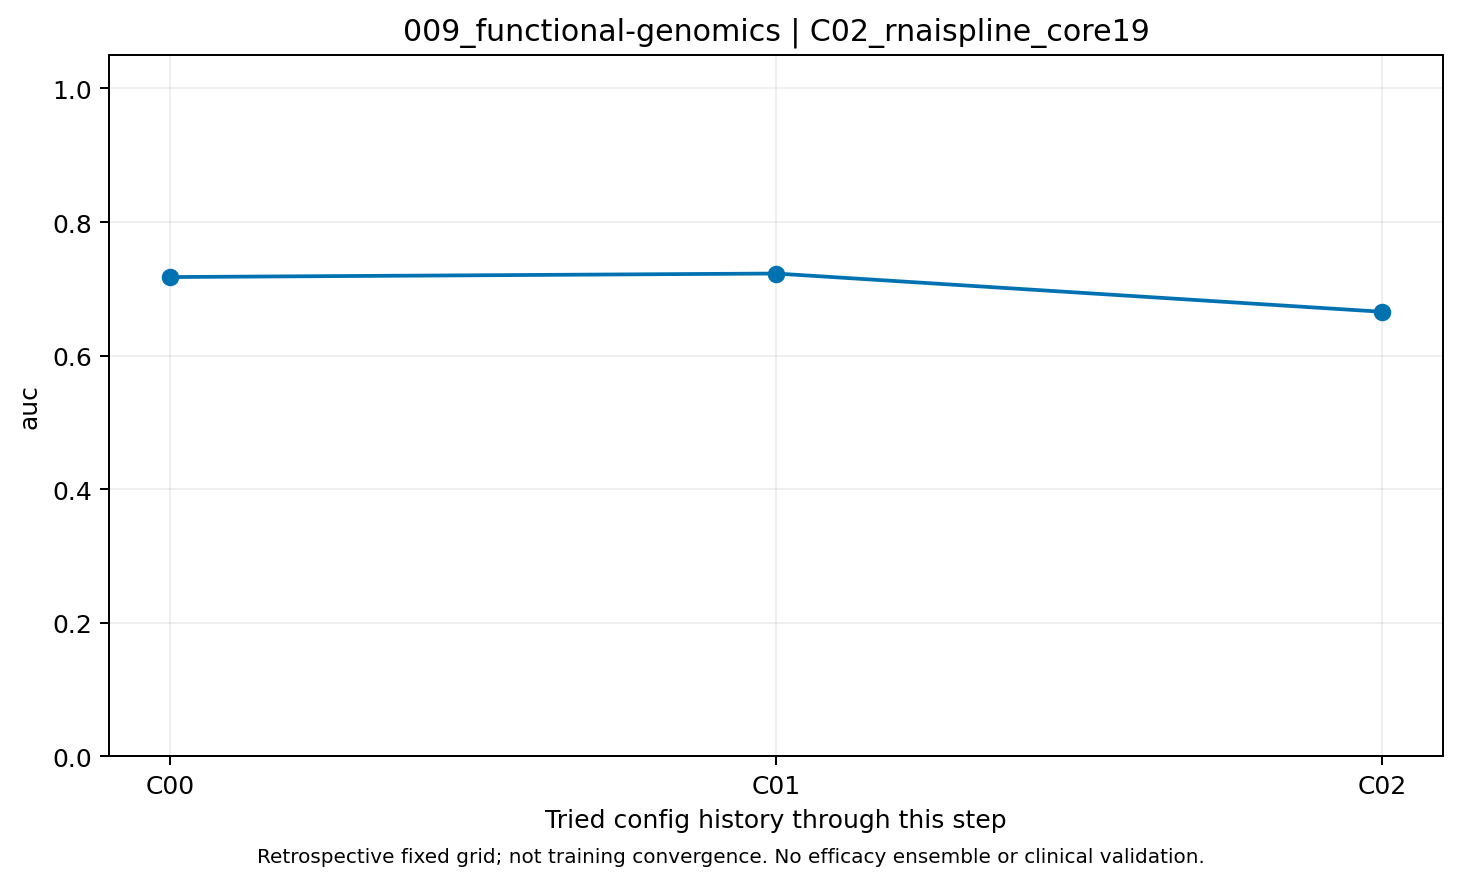 009_functional-genomics | C02_rnaispline_core19
1.0
0.8
0.6
0.4
0.2
0.0
auc
C00 C01 C02
Tried config history through this step
Retrospective fixed grid; not training convergence. No efficacy ensemble or clinical validation.